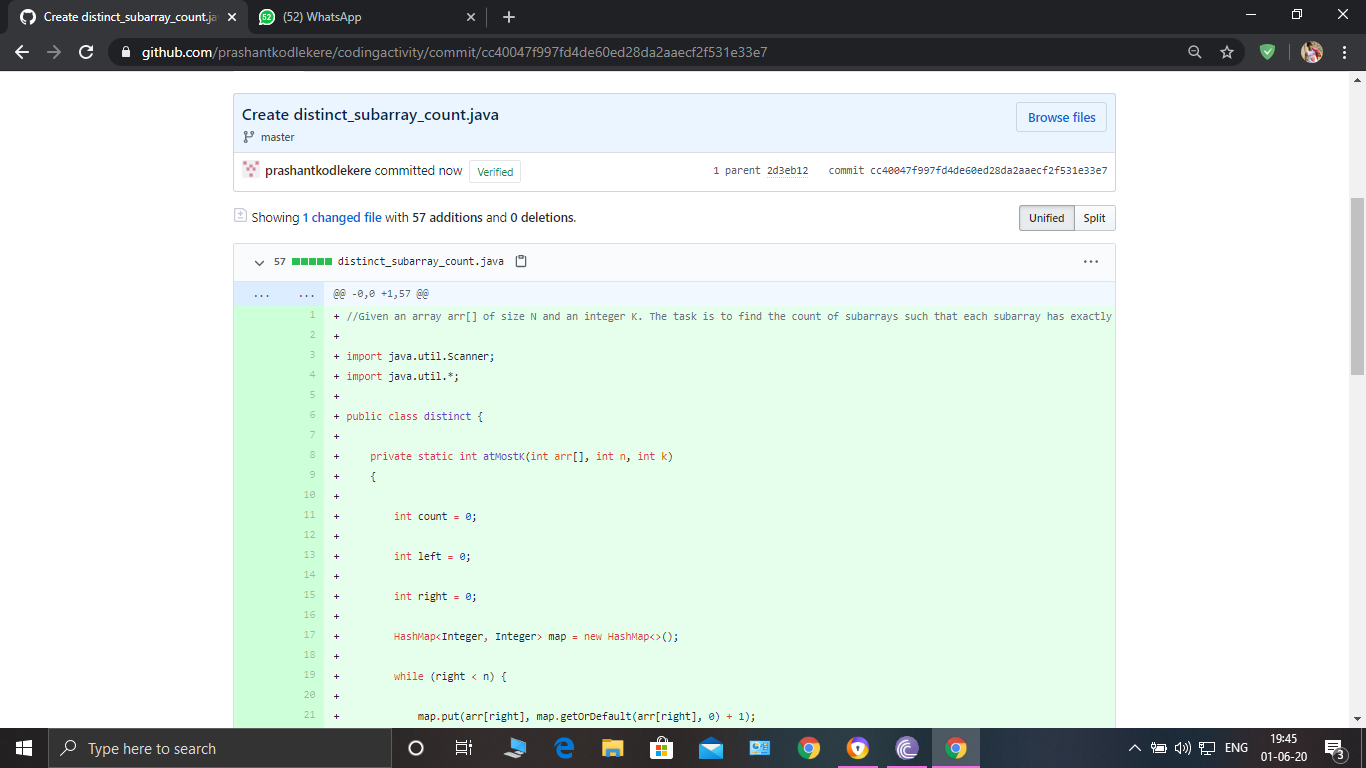 Create distinct_subarray_count.ja
(52) WhatsApp
github.com/prashantkodlekere/codingactivity/commit/cc40047f997fd4de60ed28da2aaecf2f531e33e7
Create distinct_subarray_count.java
Browse files
master
prashantkodlekere committed now Verified
1 parent 2d3eb12 commit cc40047f997fd4de60ed28da2aaecf2f531e33e7
Showing 1 changed file with 57 additions and 0 deletions.
Unified Split
57 distinct_subarray_count.java
... ... @@ -0,0 +1,57 @@
1 + //Given an array arr[] of size N and an integer K. The task is to find the count of subarrays such that each subarray has exactly
2 +
3 + import java.util.Scanner;
4 + import java.util.*;
5 +
6 + public class distinct {
7 +
8 + private static int atMostK(int arr[], int n, int k)
9 + {
10 +
11 + int count = 0;
12 +
13 + int left = 0;
14 +
15 + int right = 0;
16 +
17 + HashMap<Integer, Integer> map = new HashMap<>();
18 +
19 + while (right < n) {
20 +
21 + map.put(arr[right], map.getOrDefault(arr[right], 0) + 1);
Type here to search
ENG
19:45
01-06-20
3